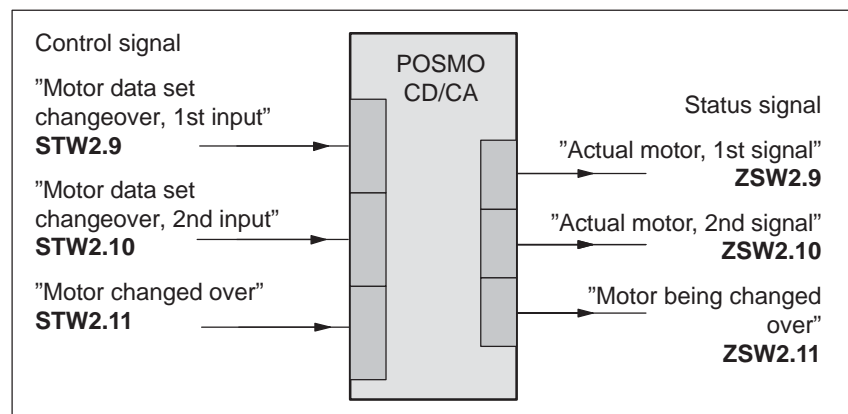 Control signal
”Motor data set
changeover, 1st input”
STW2.9
”Motor data set
changeover, 2nd input”
STW2.10
”Motor changed over”
STW2.11
POSMO
CD/CA
Status signal
”Actual motor, 1st signal”
ZSW2.9
”Actual motor, 2nd signal”
ZSW2.10
”Motor being changed
over”
ZSW2.11